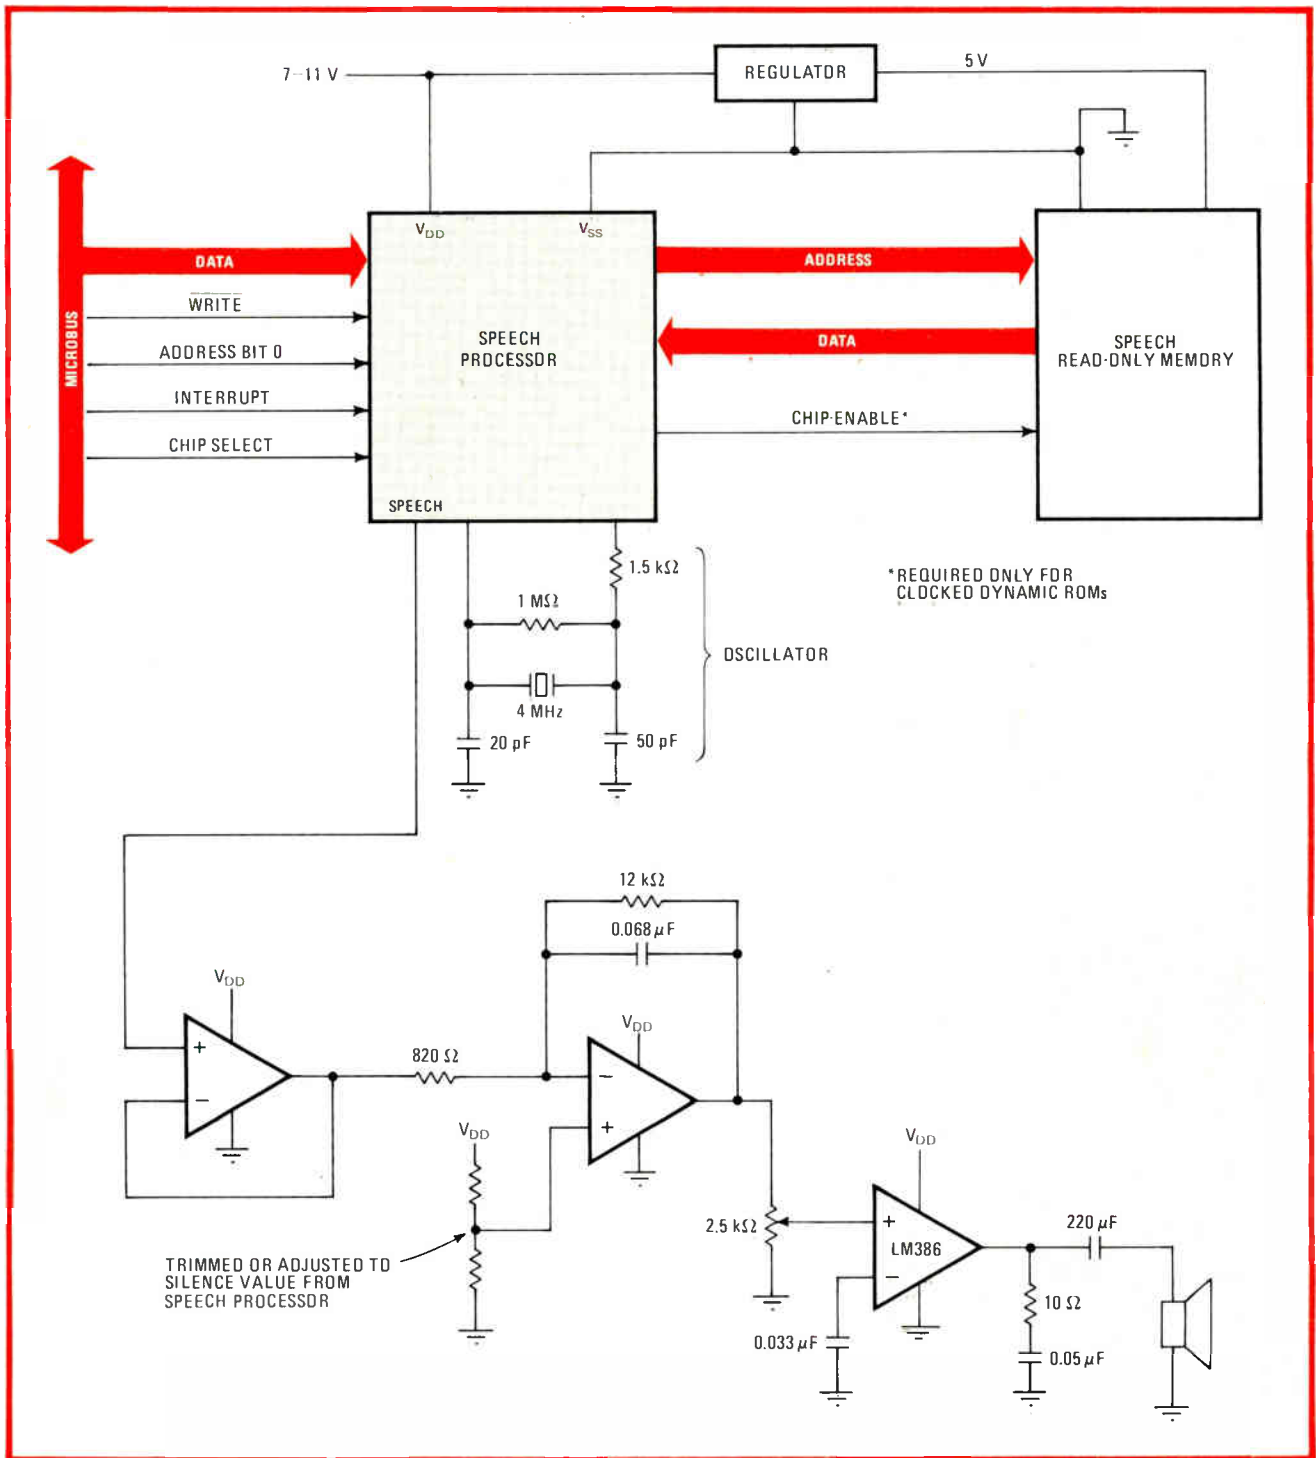 7–11 V
REGULATOR
5 V
MICROBUS
DATA
WRITE
ADDRESS BIT 0
INTERRUPT
CHIP SELECT
VDD
VSS
SPEECH
PROCESSOR
SPEECH
ADDRESS
DATA
CHIP-ENABLE*
SPEECH
READ-ONLY MEMORY
*REQUIRED ONLY FOR
CLOCKED DYNAMIC ROMs
1.5 kΩ
1 MΩ
4 MHz
20 pF
50 pF
OSCILLATOR
12 kΩ
0.068 µF
VDD
+
−
820 Ω
VDD
−
+
VDD
TRIMMED OR ADJUSTED TO
SILENCE VALUE FROM
SPEECH PROCESSOR
2.5 kΩ
VDD
+
LM386
−
0.033 µF
220 µF
10 Ω
0.05 µF